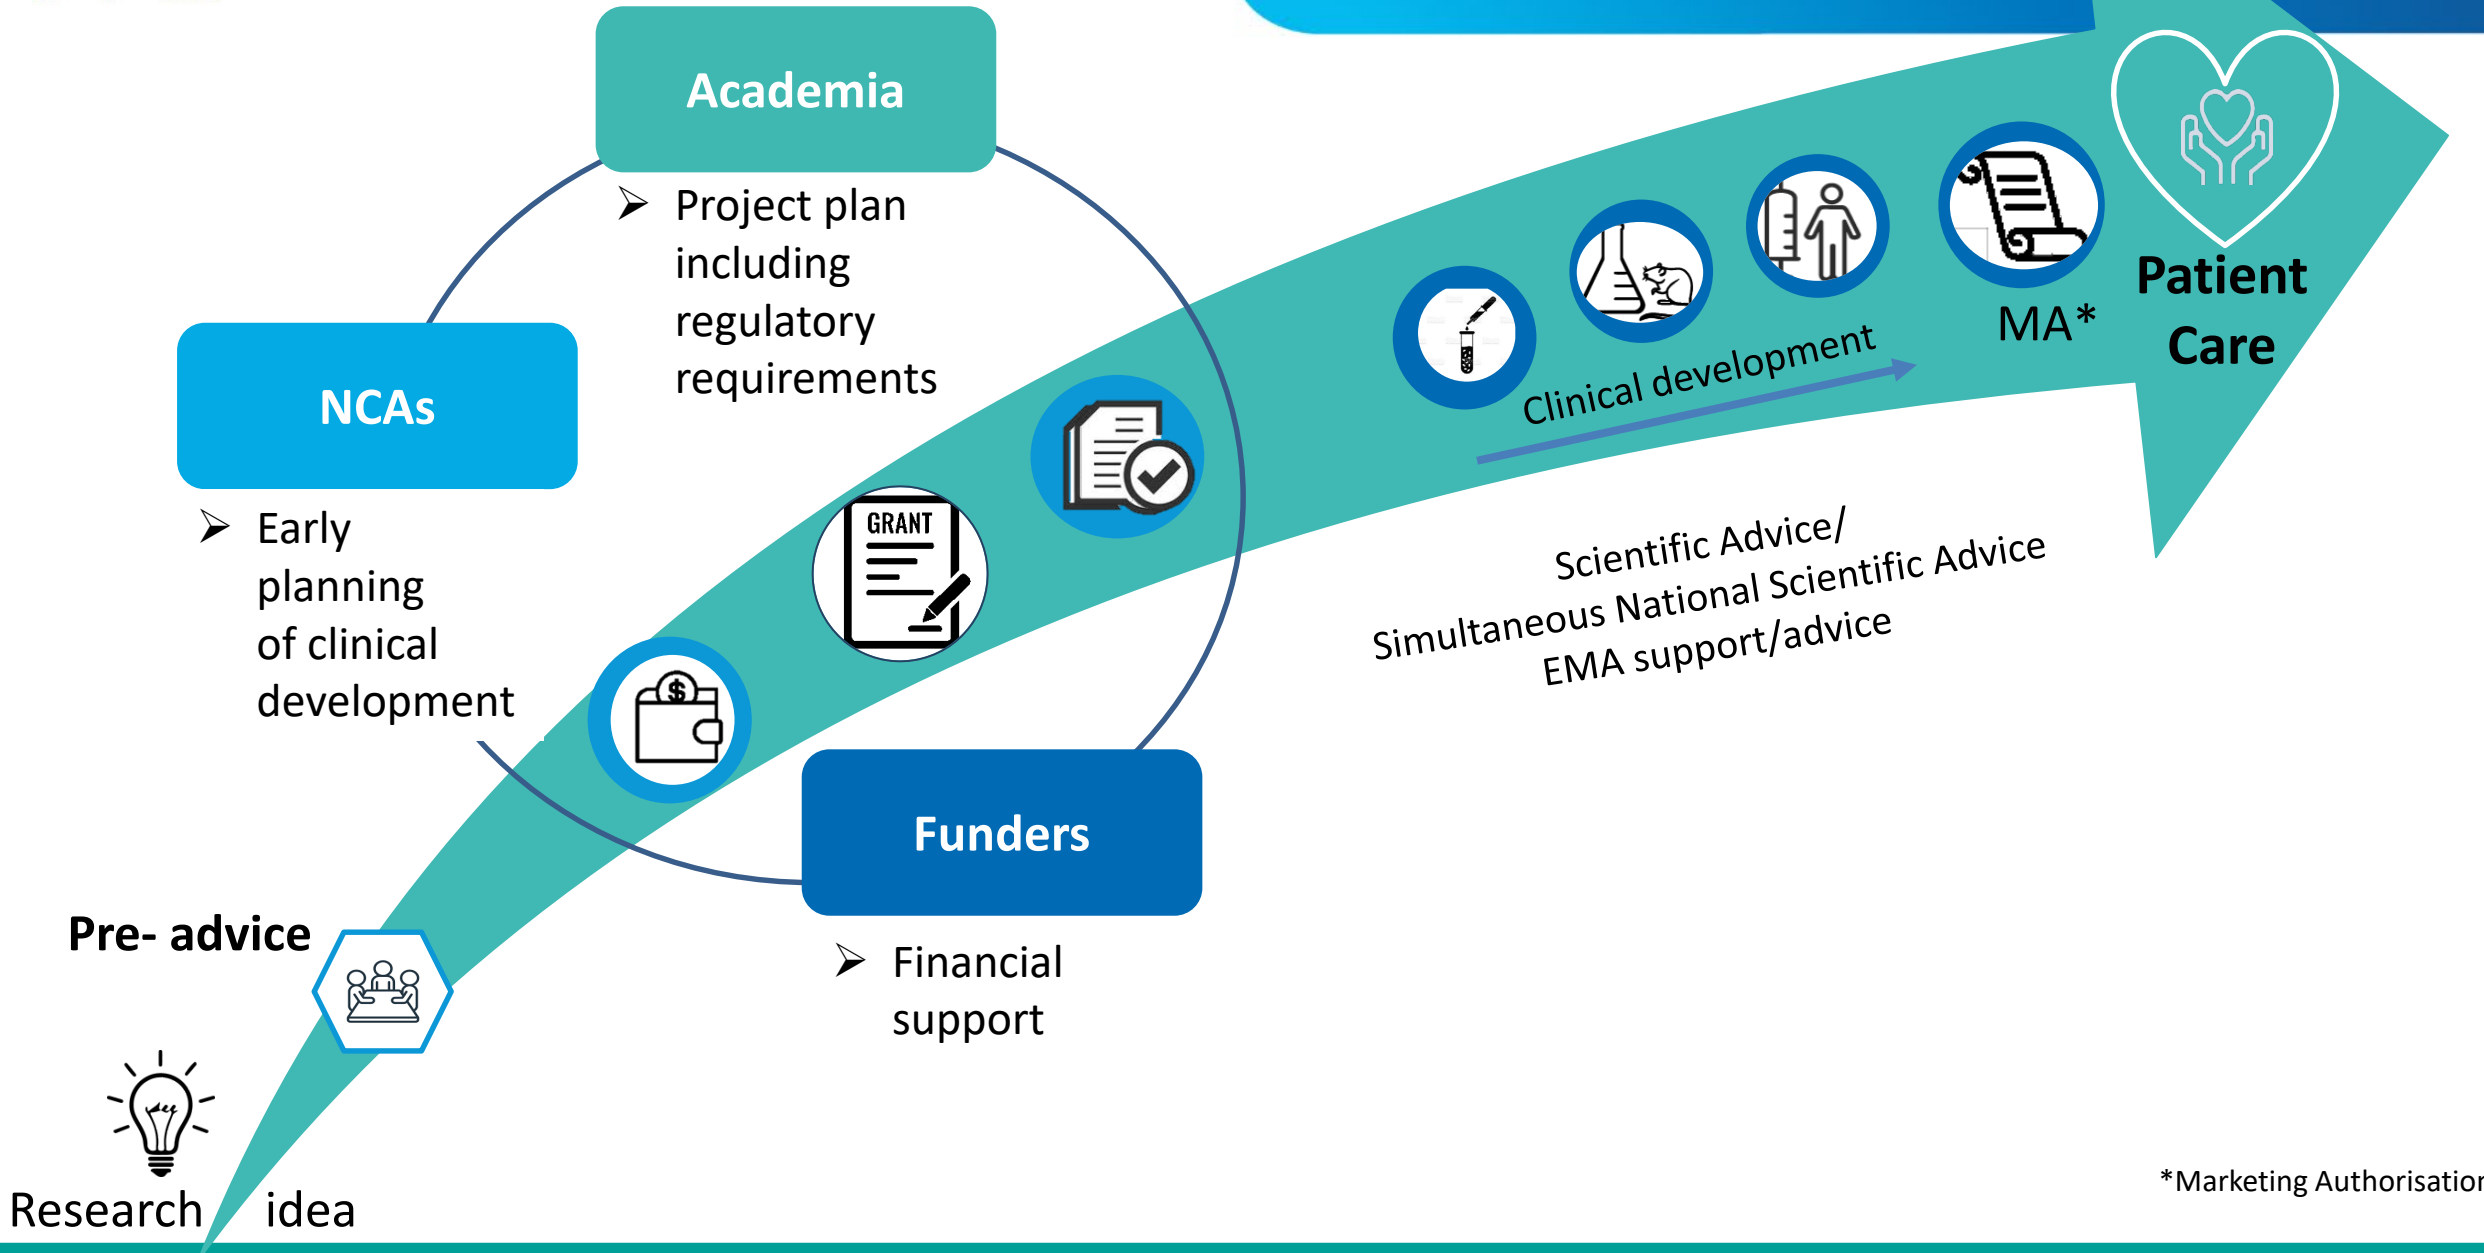 Academia
➢ Project plan
including
regulatory
requirements
NCAs
➢ Early
planning
of clinical
development
GRANT
$
Funders
➢ Financial
support
Pre- advice
Research idea
Clinical development
MA*
Patient
Care
Scientific Advice/
Simultaneous National Scientific Advice
EMA support/advice
*Marketing Authorisation